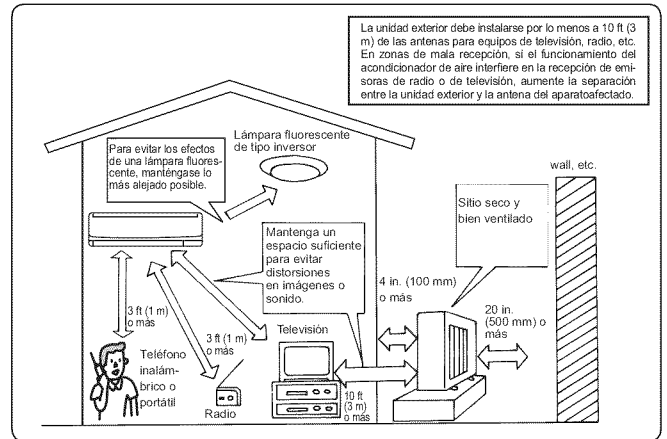 La unidad exterior debe instalarse por lo menos a 10 ft (3
m) de las antenas para equipos de televisión, radio, etc.
En zonas de mala recepción, si el funcionamiento del
acondicionador de aire interfiere en la recepción de emi-
soras de radio o de televisión, aumente la separación
entre la unidad exterior y la antena del aparatoafectado.
Para evitar los efectos
de una lámpara fluores-
cente, manténgase lo
más alejado posible.
Lámpara fluorescente
de tipo inversor
wall, etc.
Sitio seco y
bien ventilado
Mantenga un
espacio suficiente
para evitar
distorsiones
en imágenes o
sonido.
4 in. (100 mm)
o más
20 in.
(500 mm) o
más
3 ft (1 m)
o más
3 ft (1 m)
o más
Televisión
Teléfono
inalám-
brico o
portátil
Radio
10 ft
(3 m)
o más